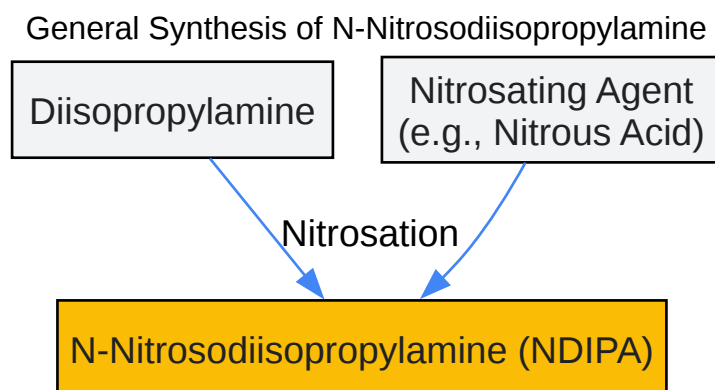 General Synthesis of N-Nitrosodiisopropylamine
Diisopropylamine
Nitrosating Agent
(e.g., Nitrous Acid)
Nitrosation
N-Nitrosodiisopropylamine (NDIPA)